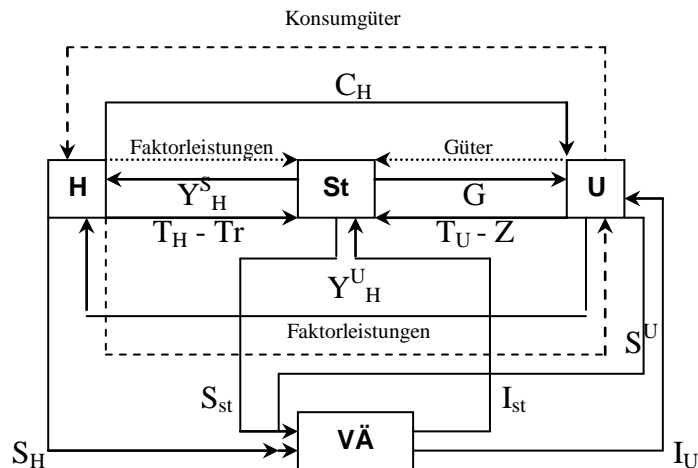 Konsumgüter
C_H
Faktorleistungen Güter
H St U
Y^S_H G
T_H - Tr T_U - Z
Y^U_H
Faktorleistungen
S^U
S_st I_st
VÄ
S_H I_U